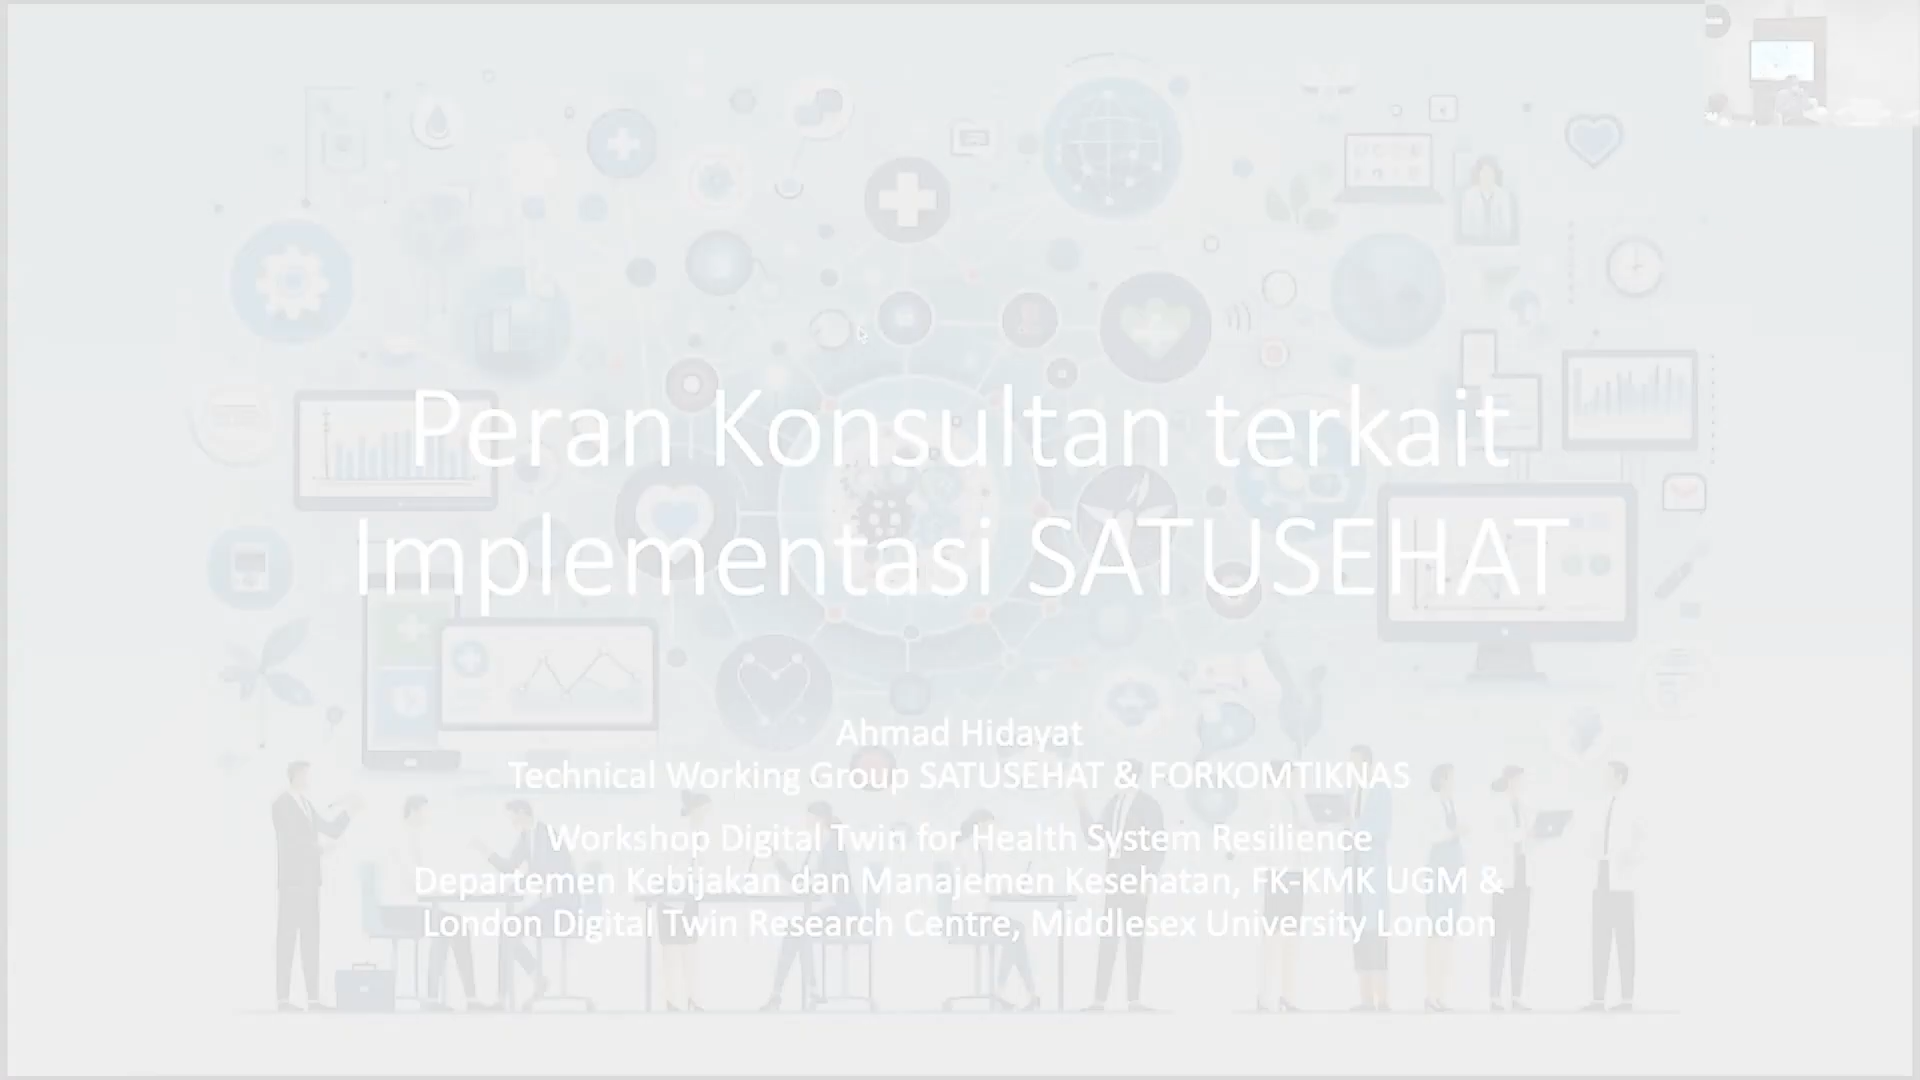 Peran Konsultan terkait
Implementasi SATUSEHAT
Ahmad Hidayat
Technical Working Group SATUSEHAT & FORKOMTIKNAS
Workshop Digital Twin for Health System Resilience
Departemen Kebijakan dan Manajemen Kesehatan, FK-KMK UGM &
London Digital Twin Research Centre, Middlesex University London